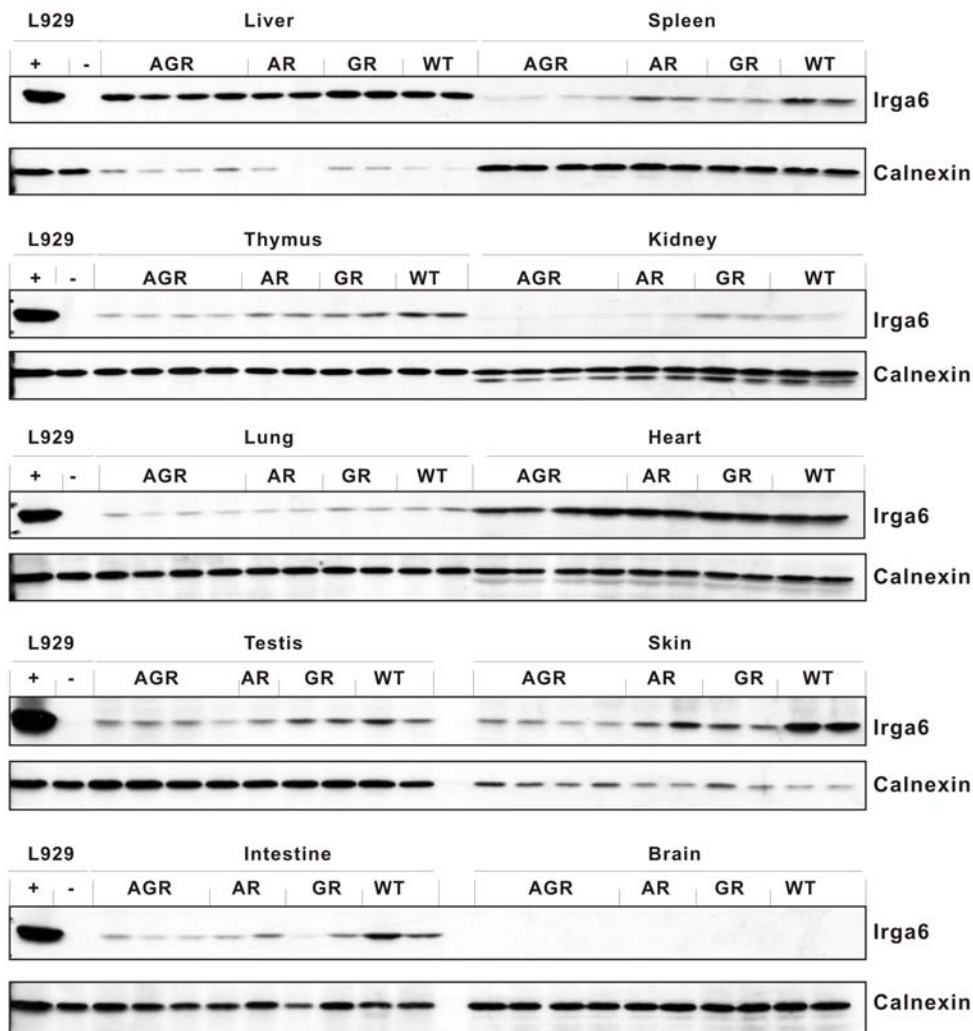 L929 Liver Spleen
+ - AGR AR GR WT AGR AR GR WT
Irga6
Calnexin
L929 Thymus Kidney
+ - AGR AR GR WT AGR AR GR WT
Irga6
Calnexin
L929 Lung Heart
+ - AGR AR GR WT AGR AR GR WT
Irga6
Calnexin
L929 Testis Skin
+ - AGR AR GR WT AGR AR GR WT
Irga6
Calnexin
L929 Intestine Brain
+ - AGR AR GR WT AGR AR GR WT
Irga6
Calnexin